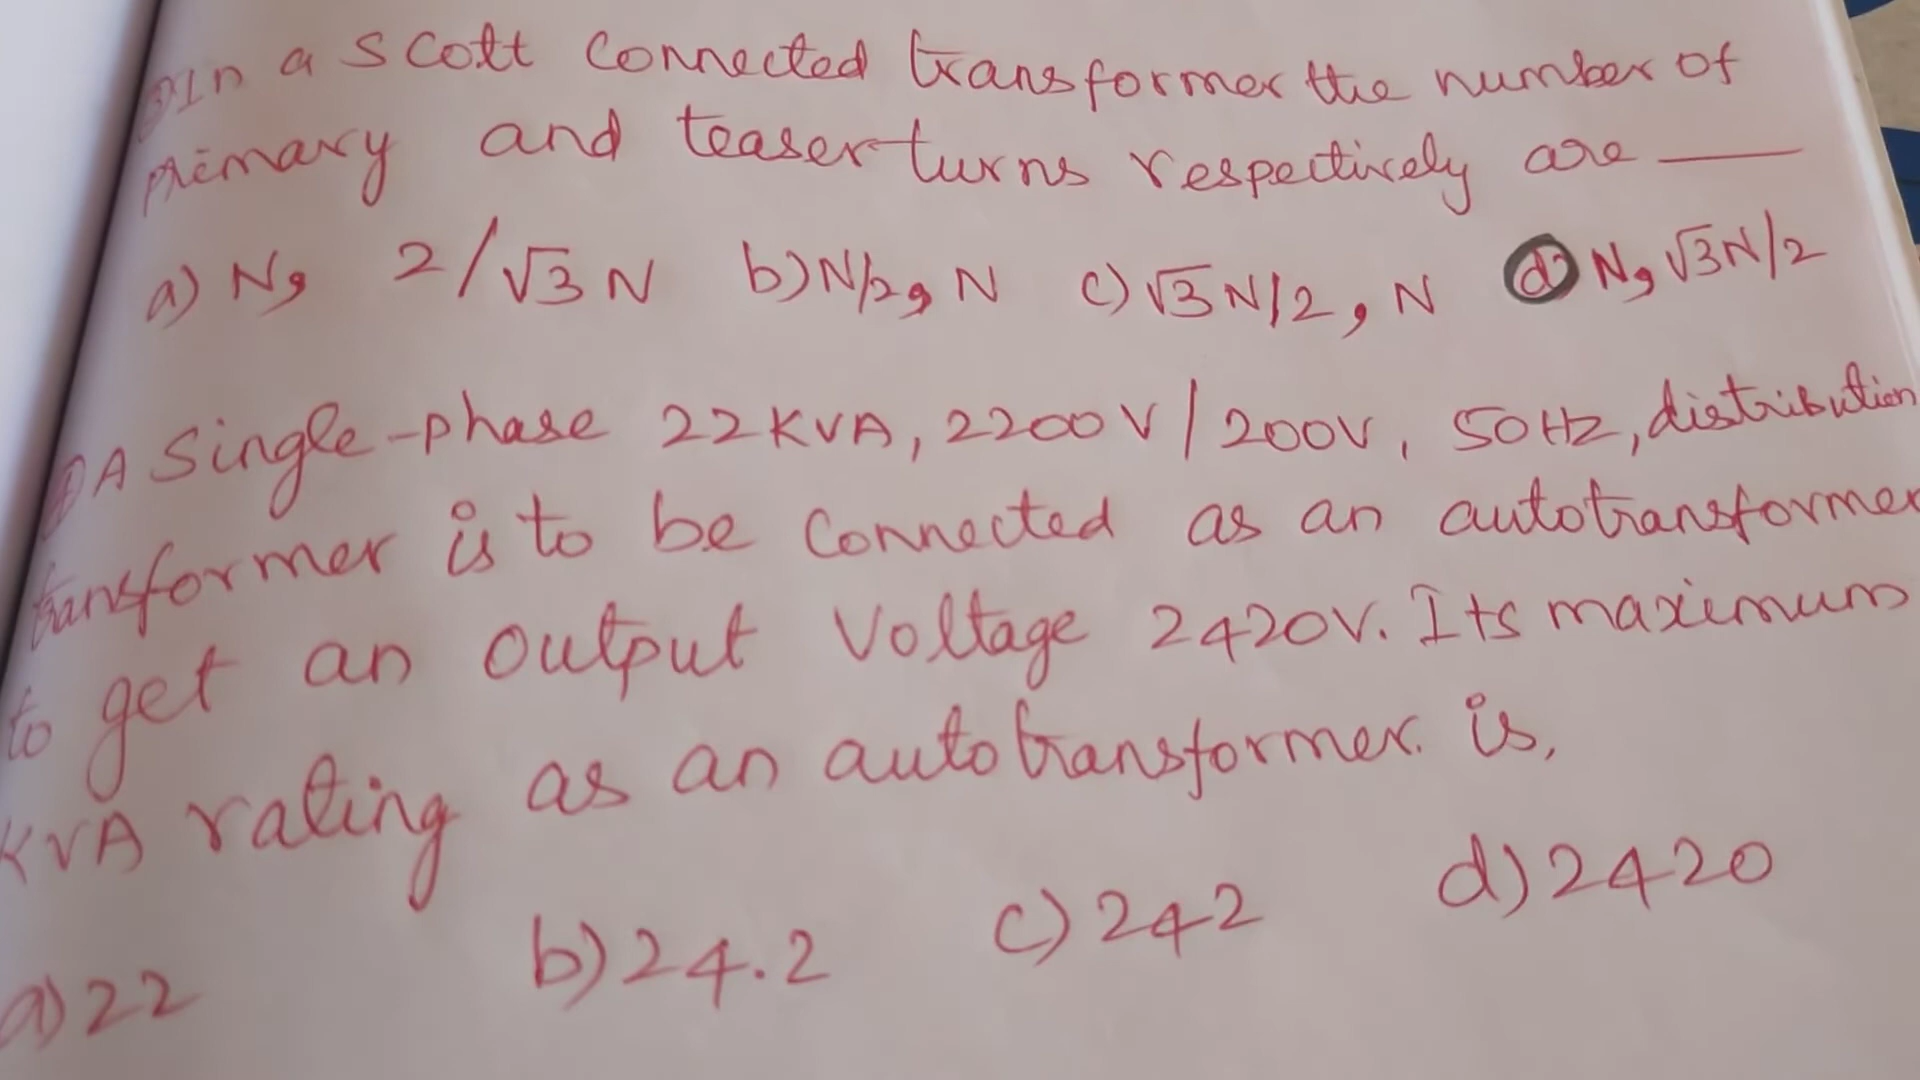 3) In a Scott Connected transformer the number of
primary and teaser turns respectively are ——
a) N, 2/√3 N b) N/2, N c) √3 N/2, N d) N, √3N/2
4) A Single-phase 22KVA, 2200V/200V, 50Hz, distribution
transformer is to be Connected as an autotransformer
to get an output Voltage 2420V. Its maximum
KVA rating as an autotransformer. is,
a) 22 b) 24.2 c) 242 d) 2420